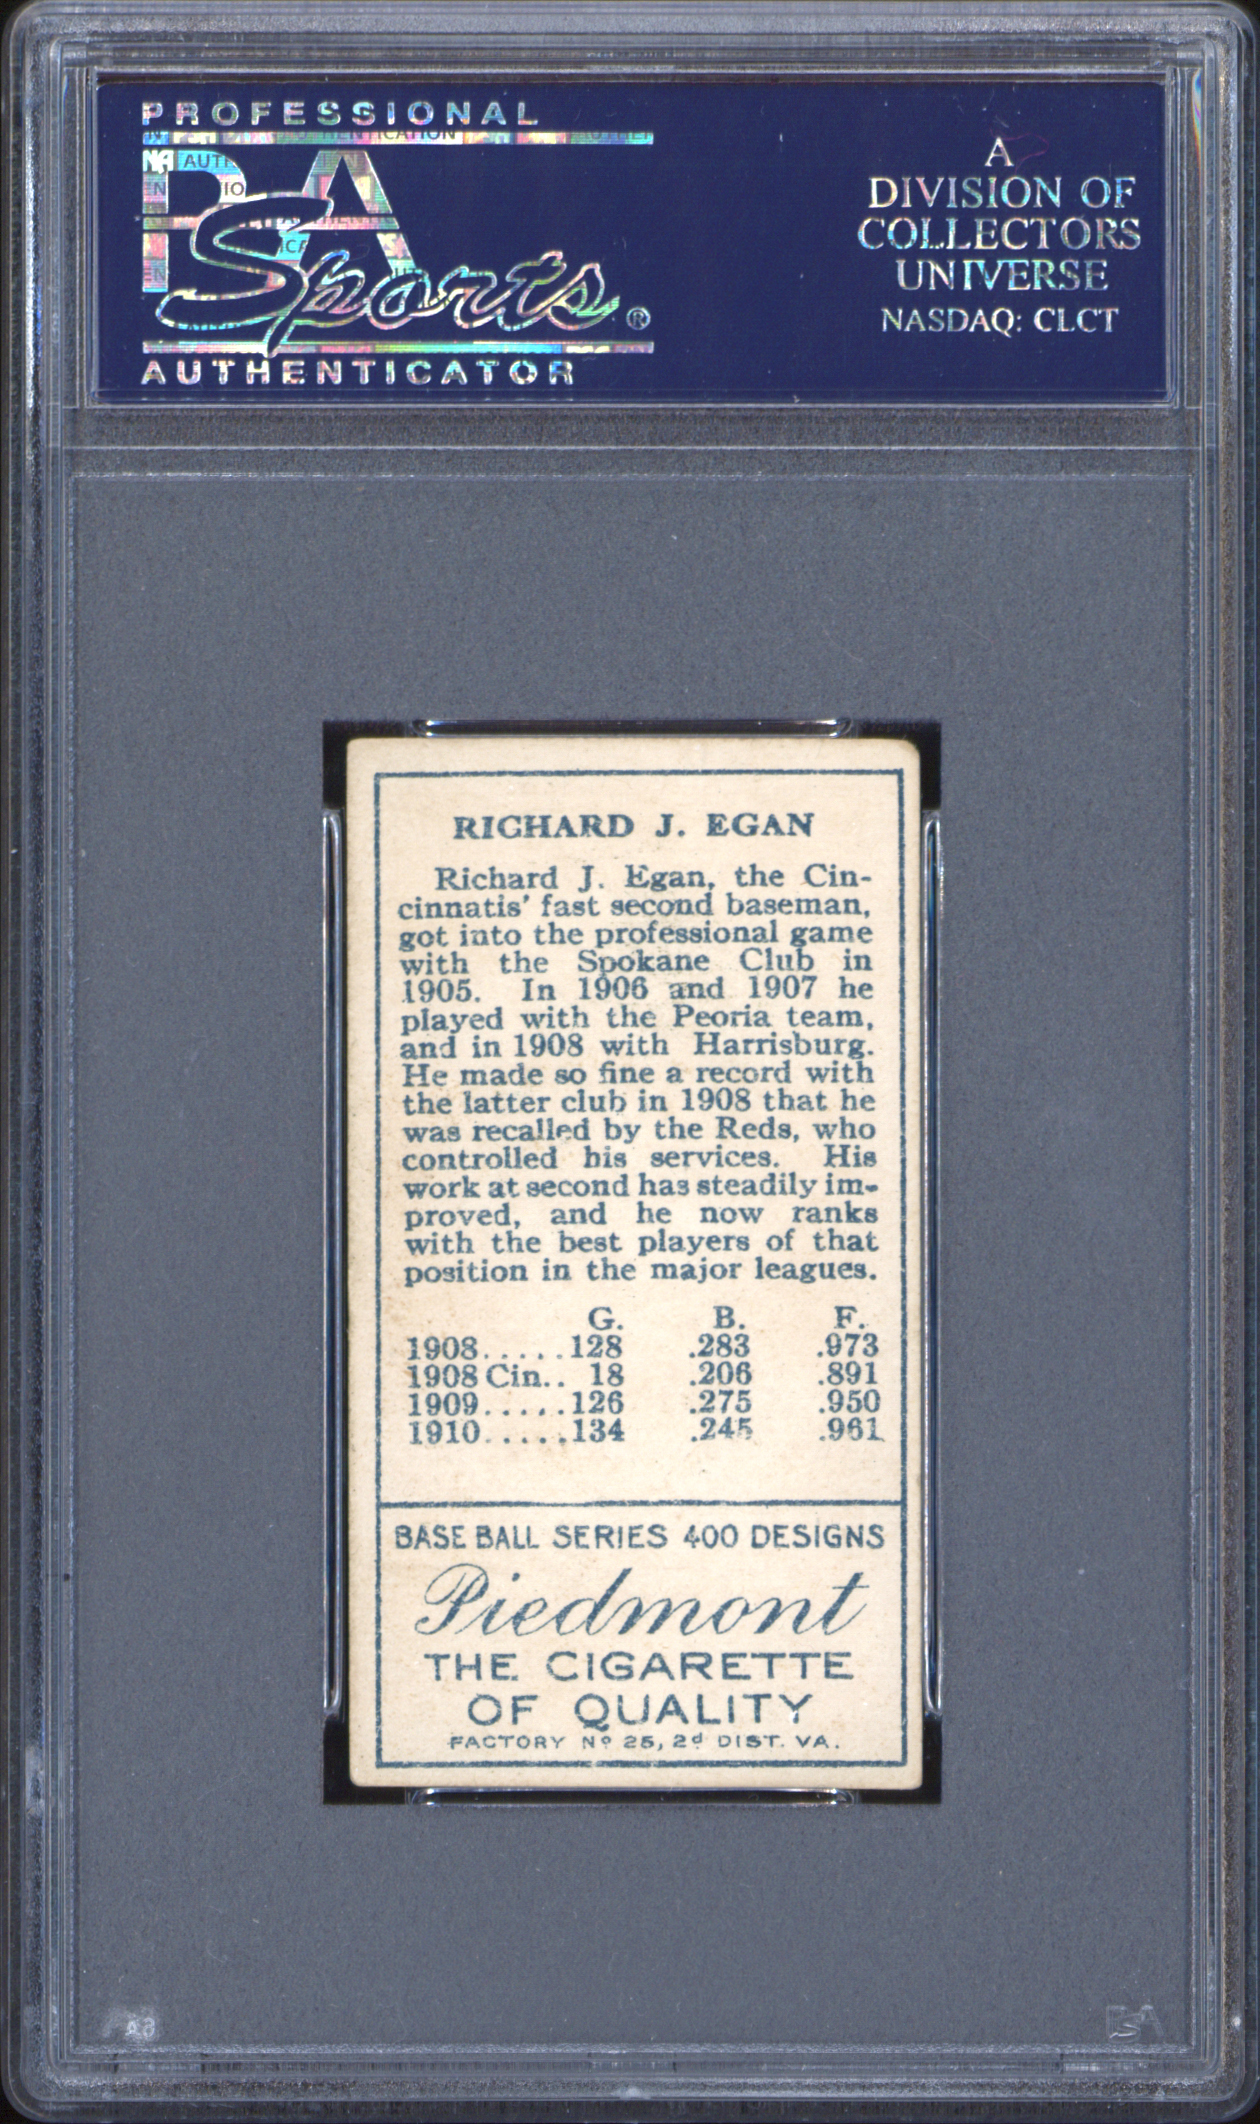 PROFESSIONAL
PSA
Sports®
AUTHENTICATOR
A
DIVISION OF
COLLECTORS
UNIVERSE
NASDAQ: CLCT
RICHARD J. EGAN
Richard J. Egan, the Cin-
cinnatis' fast second baseman,
got into the professional game
with the Spokane Club in
1905. In 1906 and 1907 he
played with the Peoria team,
and in 1908 with Harrisburg.
He made so fine a record with
the latter club in 1908 that he
was recalled by the Reds, who
controlled his services. His
work at second has steadily im-
proved, and he now ranks
with the best players of that
position in the major leagues.
G. B. F.
1908.....128 .283 .973
1908 Cin.. 18 .206 .891
1909.....126 .275 .950
1910.....134 .245 .961
BASE BALL SERIES 400 DESIGNS
Piedmont
THE CIGARETTE
OF QUALITY
FACTORY Nº 25, 2d DIST. VA.
PSA